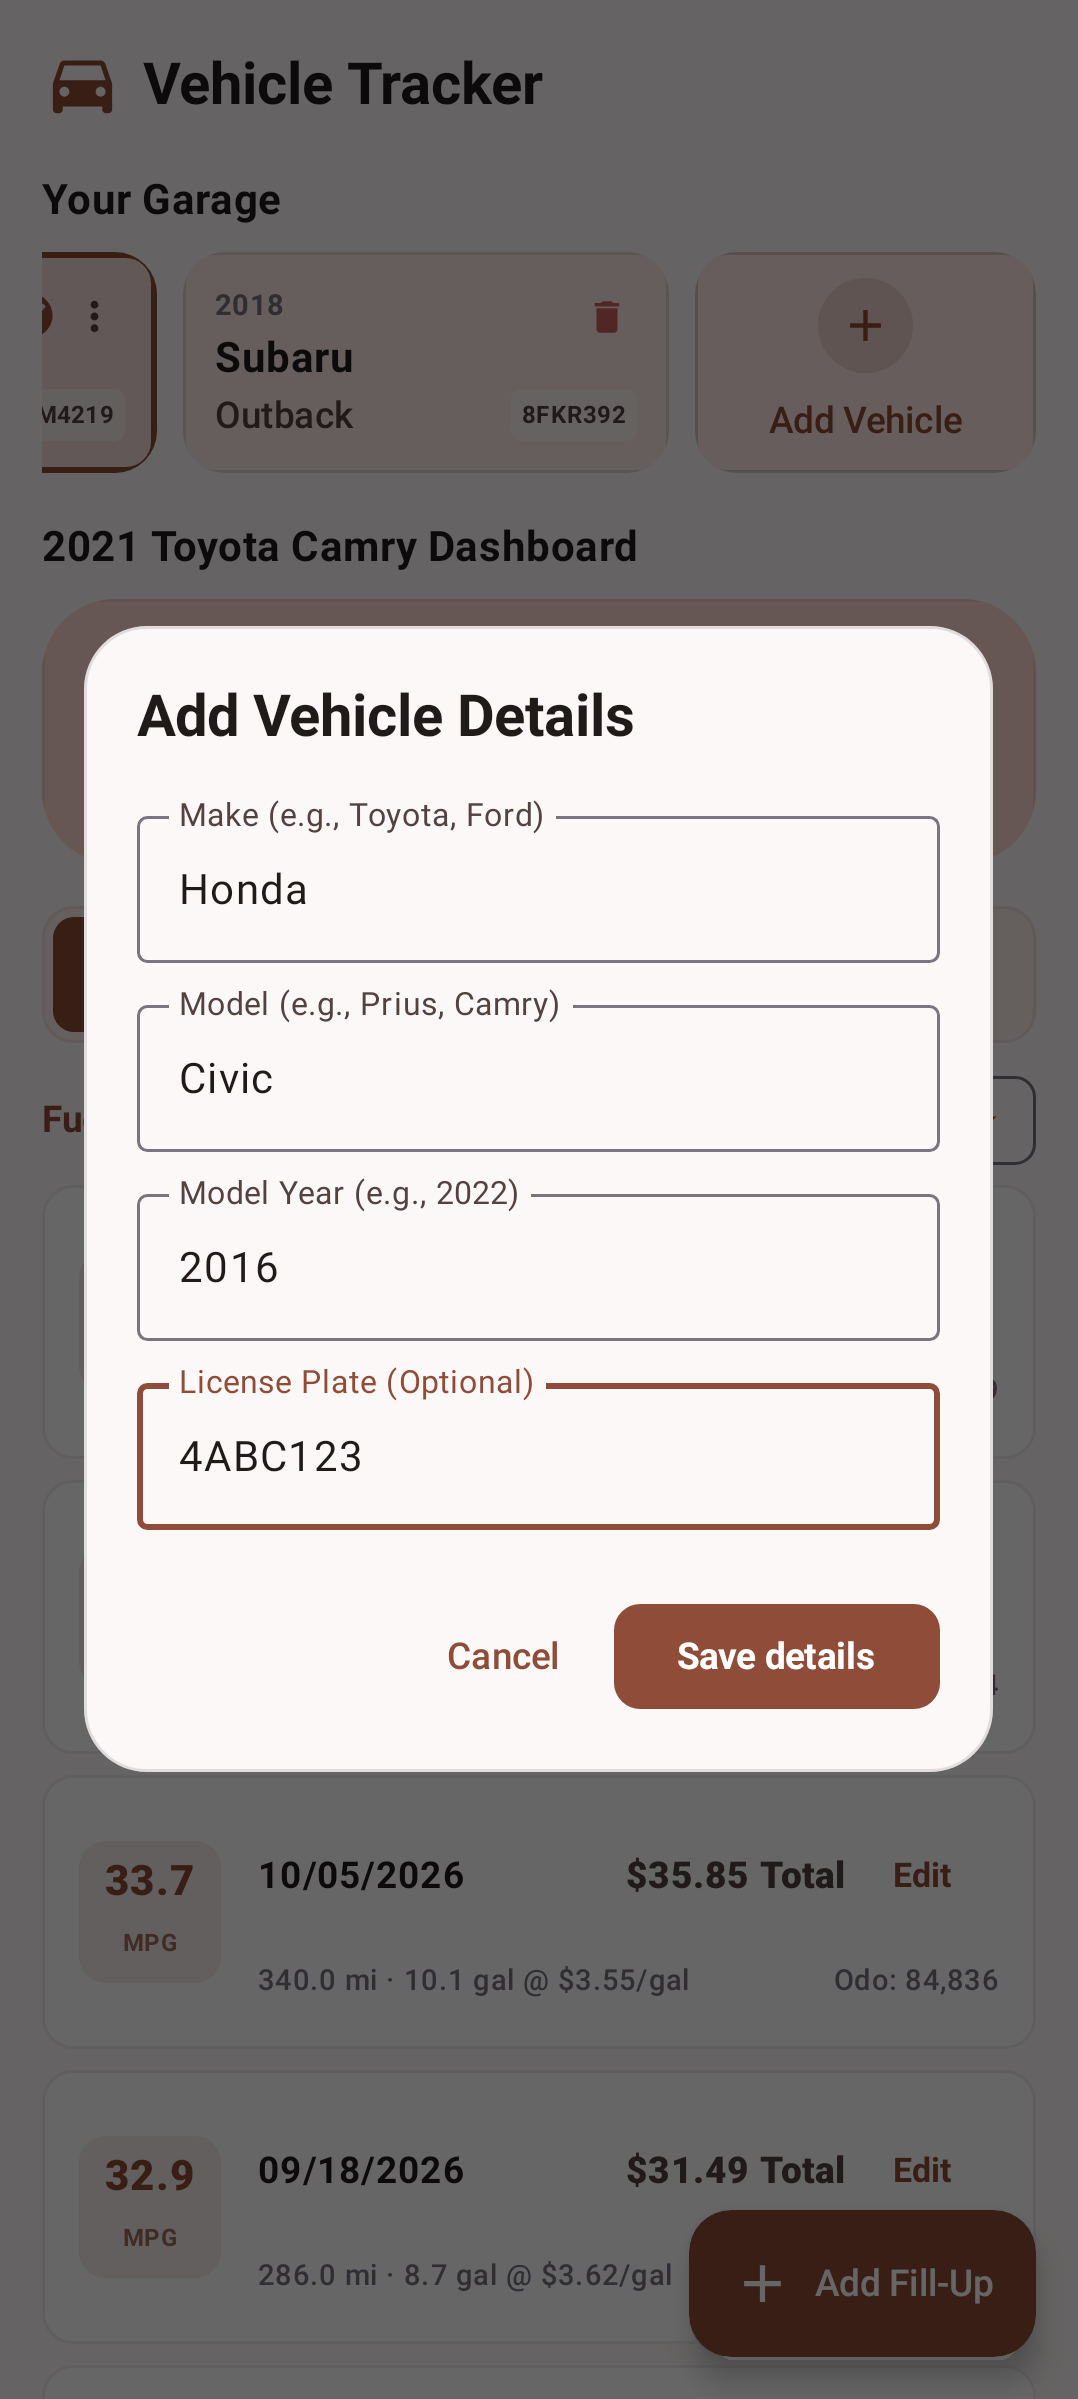 Vehicle Tracker
Your Garage
M4219
2018
Subaru
Outback
8FKR392
Add Vehicle
2021 Toyota Camry Dashboard
Add Vehicle Details
Make (e.g., Toyota, Ford)
Honda
Model (e.g., Prius, Camry)
Civic
Model Year (e.g., 2022)
2016
License Plate (Optional)
4ABC123
Cancel
Save details
33.7
MPG
10/05/2026
$35.85 Total
Edit
340.0 mi · 10.1 gal @ $3.55/gal
Odo: 84,836
32.9
MPG
09/18/2026
$31.49 Total
Edit
286.0 mi · 8.7 gal @ $3.62/gal
Add Fill-Up